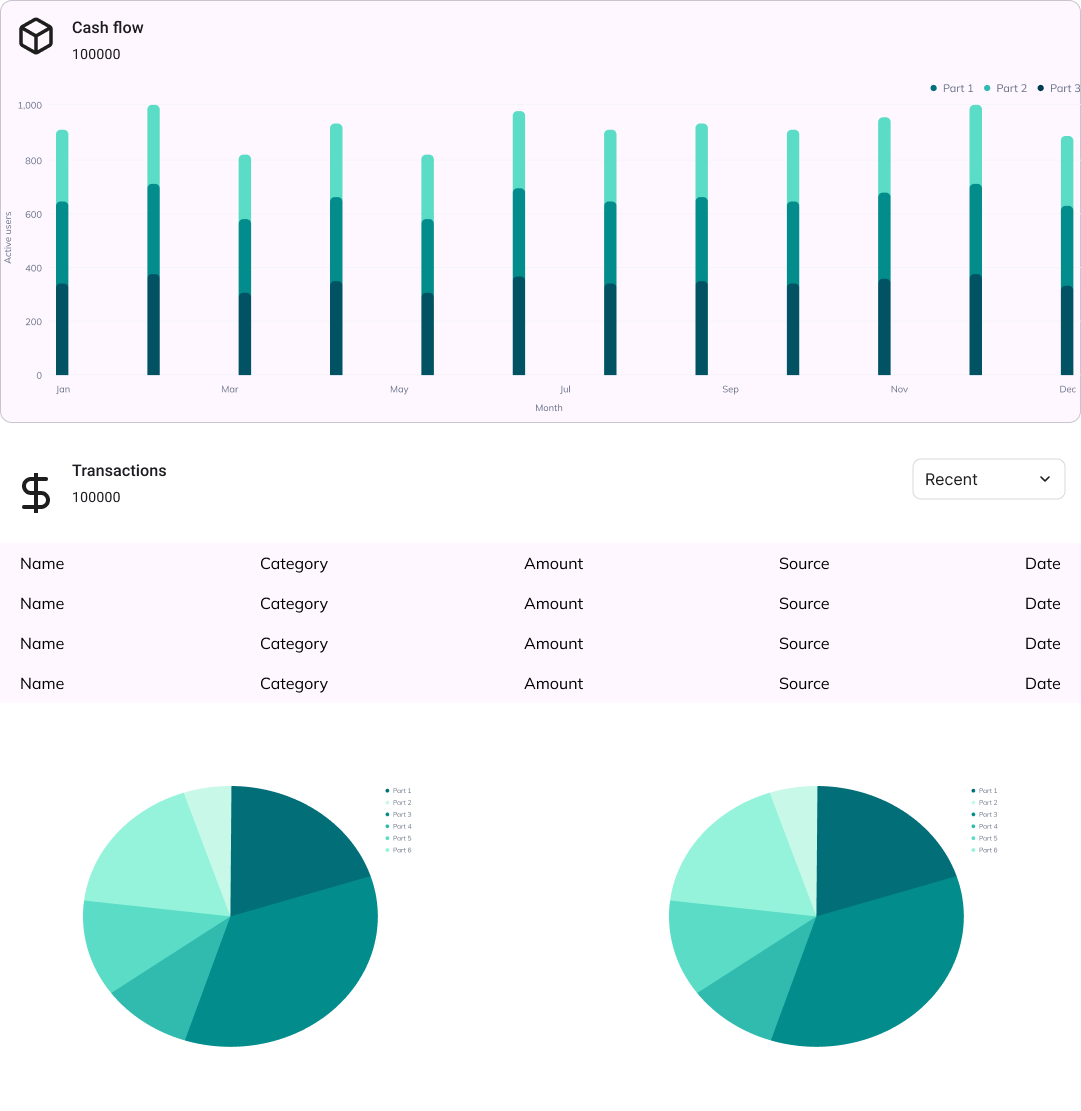 Cash flow
100000
Part 1 Part 2 Part 3
1,000
800
600
400
200
0
Active users
Jan Mar May Jul Sep Nov Dec
Month
Transactions
100000
Recent
Name Category Amount Source Date
Name Category Amount Source Date
Name Category Amount Source Date
Name Category Amount Source Date
Part 1
Part 2
Part 3
Part 4
Part 5
Part 6
Part 1
Part 2
Part 3
Part 4
Part 5
Part 6